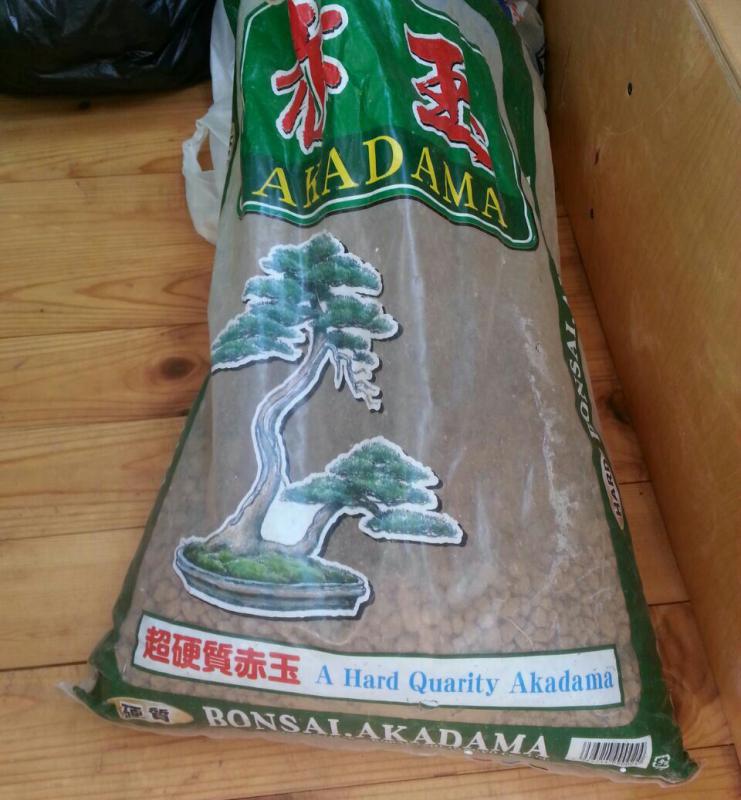 赤玉
AKADAMA
超硬質赤玉 A Hard Quarity Akadama
硬質 BONSAI.AKADAMA
HARD BONSAI